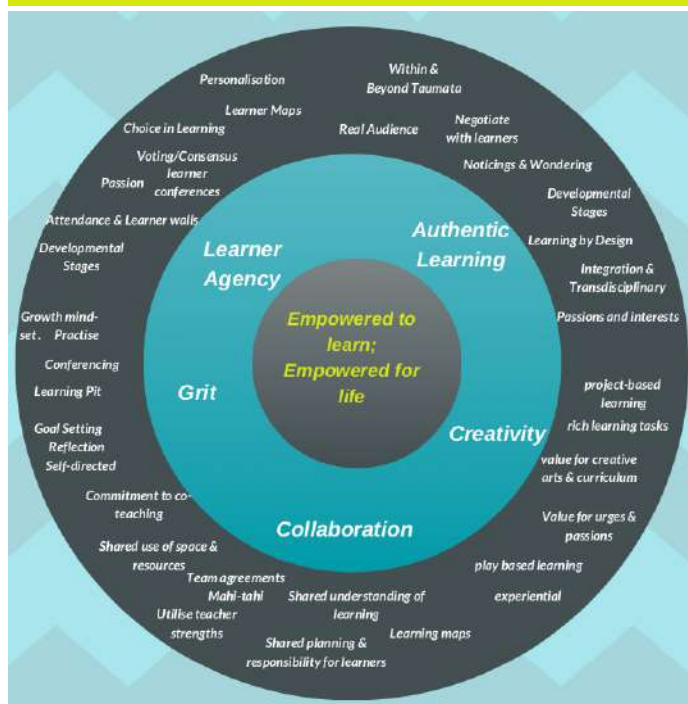 Within &
Beyond Taumata
Real Audience
Negotiate
with learners
Noticings & Wondering
Developmental
Stages
Learning by Design
Integration &
Transdisciplinary
Passions and interests
project-based
learning
rich learning tasks
value for creative
arts & curriculum
Value for urges &
passions
play based learning
experiential
Personalisation
Learner Maps
Choice in Learning
Voting/Consensus
learner
conferences
Passion
Attendance & Learner walls
Developmental
Stages
Growth mind-
set. Practise
Conferencing
Learning Pit
Goal Setting
Reflection
Self-directed
Commitment to co-
teaching
Shared use of space &
resources
Team agreements
Mahi-tahi
Utilise teacher
strengths
Shared understanding of
learning
Learning maps
Shared planning &
responsibility for learners
Learner
Agency
Authentic
Learning
Grit
Creativity
Collaboration
Empowered to
learn;
Empowered for
life